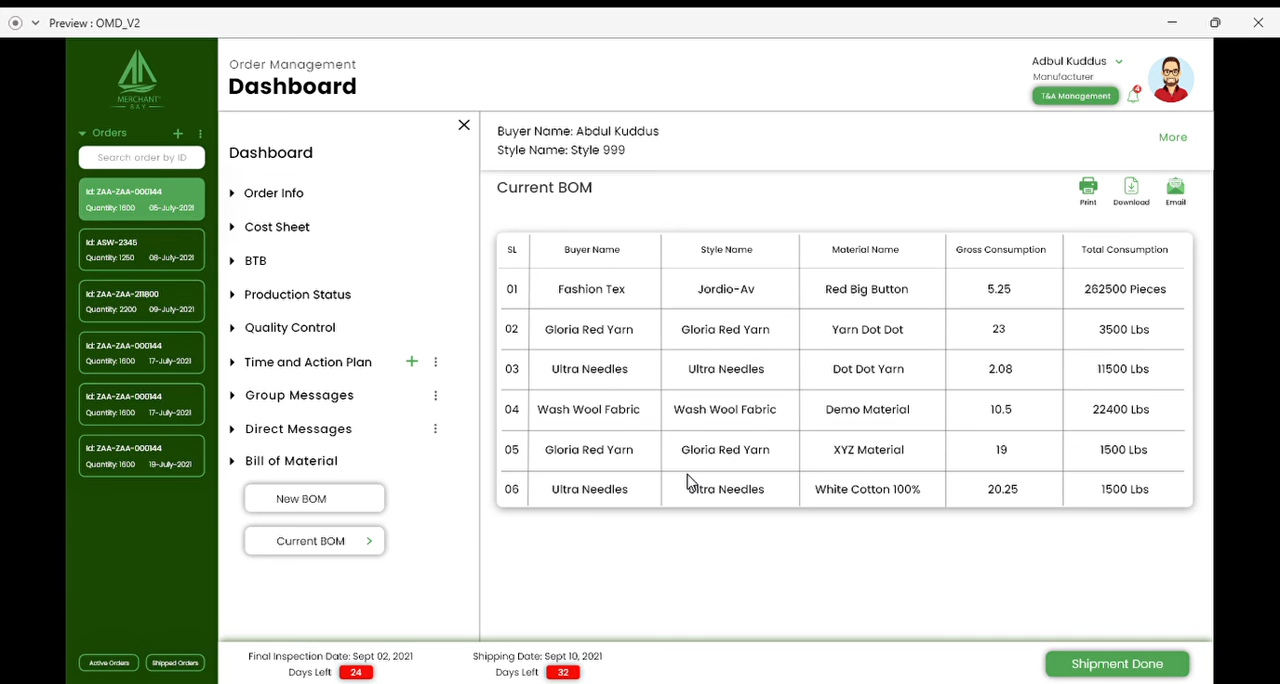 Preview : OMD_V2
MERCHANT
BAY
Orders
Search order by ID
Id: ZAA-ZAA-000144
Quantity: 1600 05-July-2021
Id: ASW-2345
Quantity: 1250 06-July-2021
Id: ZAA-ZAA-211800
Quantity: 2200 09-July-2021
Id: ZAA-ZAA-000144
Quantity: 1600 17-July-2021
Id: ZAA-ZAA-000144
Quantity: 1600 17-July-2021
Id: ZAA-ZAA-000144
Quantity: 1600 19-July-2021
Active Orders Shipped Orders
Order Management
Dashboard
Adbul Kuddus
Manufacturer
T&A Management
4
Dashboard
Order Info
Cost Sheet
BTB
Production Status
Quality Control
Time and Action Plan
Group Messages
Direct Messages
Bill of Material
New BOM
Current BOM
Buyer Name: Abdul Kuddus
Style Name: Style 999
More
Current BOM
Print Download Email
SL Buyer Name Style Name Material Name Gross Consumption Total Consumption
01 Fashion Tex Jordio-Av Red Big Button 5.25 262500 Pieces
02 Gloria Red Yarn Gloria Red Yarn Yarn Dot Dot 23 3500 Lbs
03 Ultra Needles Ultra Needles Dot Dot Yarn 2.08 11500 Lbs
04 Wash Wool Fabric Wash Wool Fabric Demo Material 10.5 22400 Lbs
05 Gloria Red Yarn Gloria Red Yarn XYZ Material 19 1500 Lbs
06 Ultra Needles Ultra Needles White Cotton 100% 20.25 1500 Lbs
Final Inspection Date: Sept 02, 2021
Days Left 24
Shipping Date: Sept 10, 2021
Days Left 32
Shipment Done